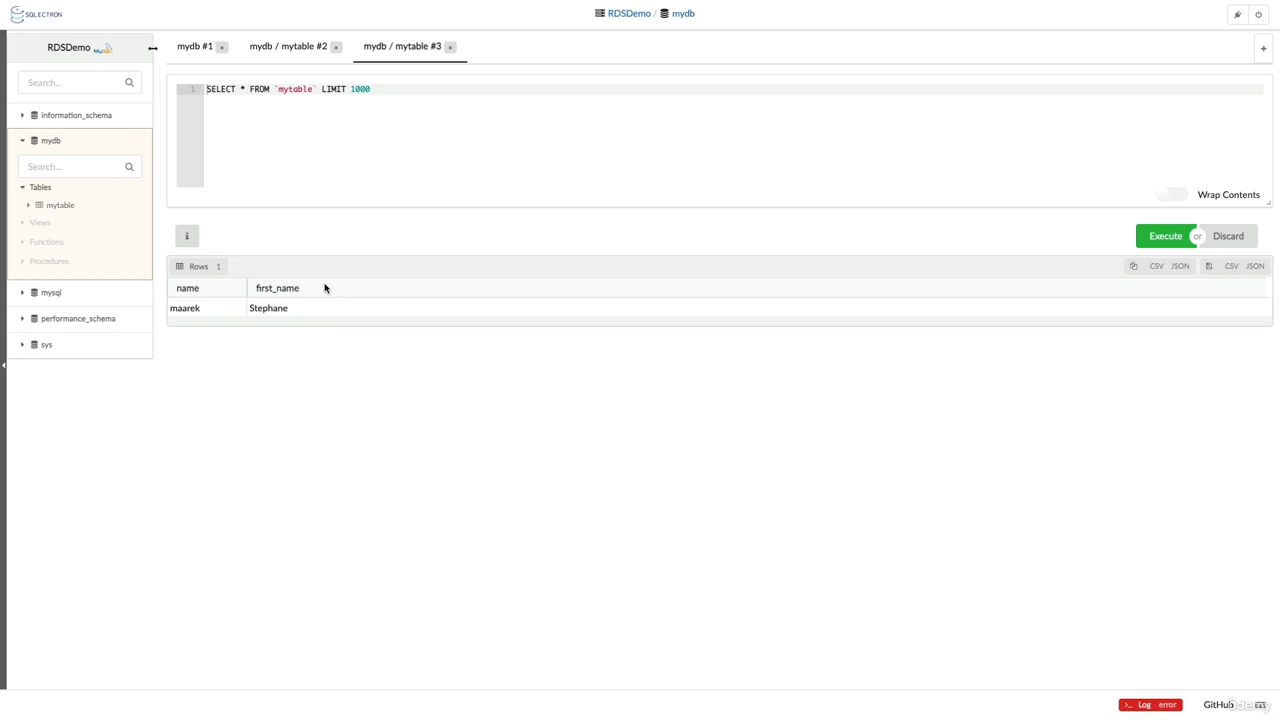 SQLECTRON
RDSDemo / mydb
RDSDemo MySQL
mydb #1
mydb / mytable #2
mydb / mytable #3
+
Search...
1 SELECT * FROM `mytable` LIMIT 1000
information_schema
mydb
Search...
Tables
mytable
Views
Functions
Procedures
mysql
performance_schema
sys
Wrap Contents
i
Execute or Discard
Rows 1
CSV JSON
CSV JSON
name first_name
maarek Stephane
Log error
GitHub
Udemy